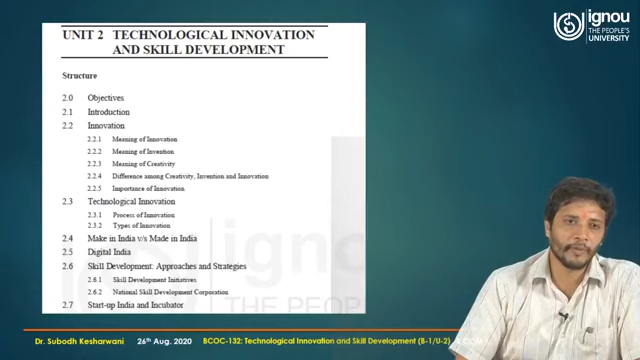 UNIT 2 TECHNOLOGICAL INNOVATION
AND SKILL DEVELOPMENT
Structure
2.0 Objectives
2.1 Introduction
2.2 Innovation
2.2.1 Meaning of Innovation
2.2.2 Meaning of Invention
2.2.3 Meaning of Creativity
2.2.4 Difference among Creativity, Invention and Innovation
2.2.5 Importance of Innovation
2.3 Technological Innovation
2.3.1 Process of Innovation
2.3.2 Types of Innovation
2.4 Make in India v/s Made in India
2.5 Digital India
2.6 Skill Development: Approaches and Strategies
2.6.1 Skill Development Initiatives
2.6.2 National Skill Development Corporation
2.7 Start-up India and Incubator
ignou
THE PEOPLE
ignou
THE PEOPLE'S
UNIVERSITY
Dr. Subodh Kesharwani 26th Aug. 2020 BCOC-132: Technological Innovation and Skill Development (B-1/U-2)